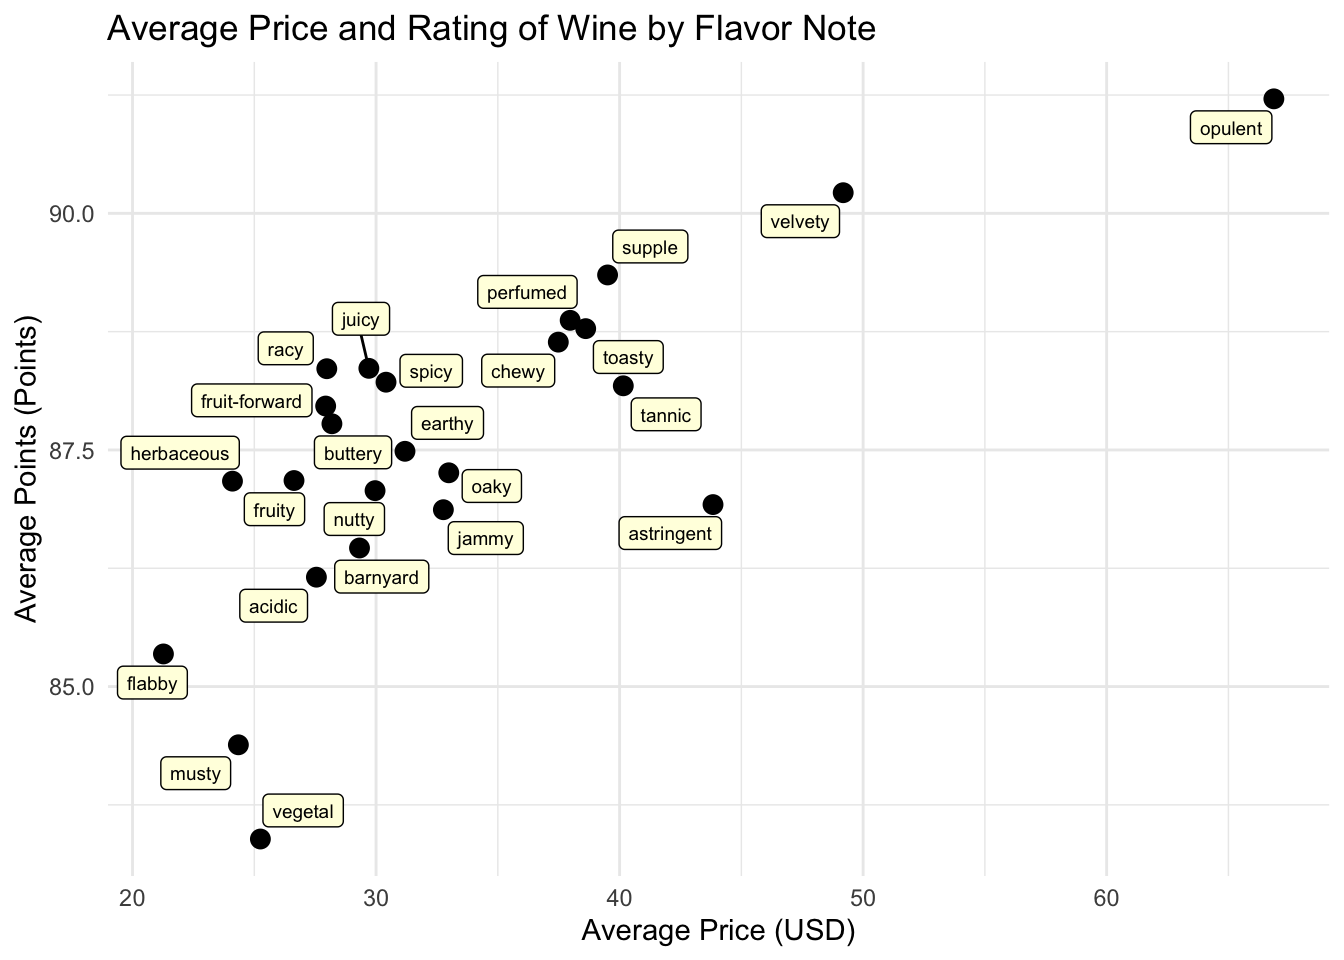 Average Price and Rating of Wine by Flavor Note
opulent
90.0
velvety
supple
perfumed
juicy
racy
toasty
chewy
spicy
fruit-forward
tannic
earthy
87.5
herbaceous
buttery
oaky
fruity
nutty
astringent
jammy
barnyard
acidic
85.0
flabby
musty
vegetal
20 30 40 50 60
Average Price (USD)
Average Points (Points)